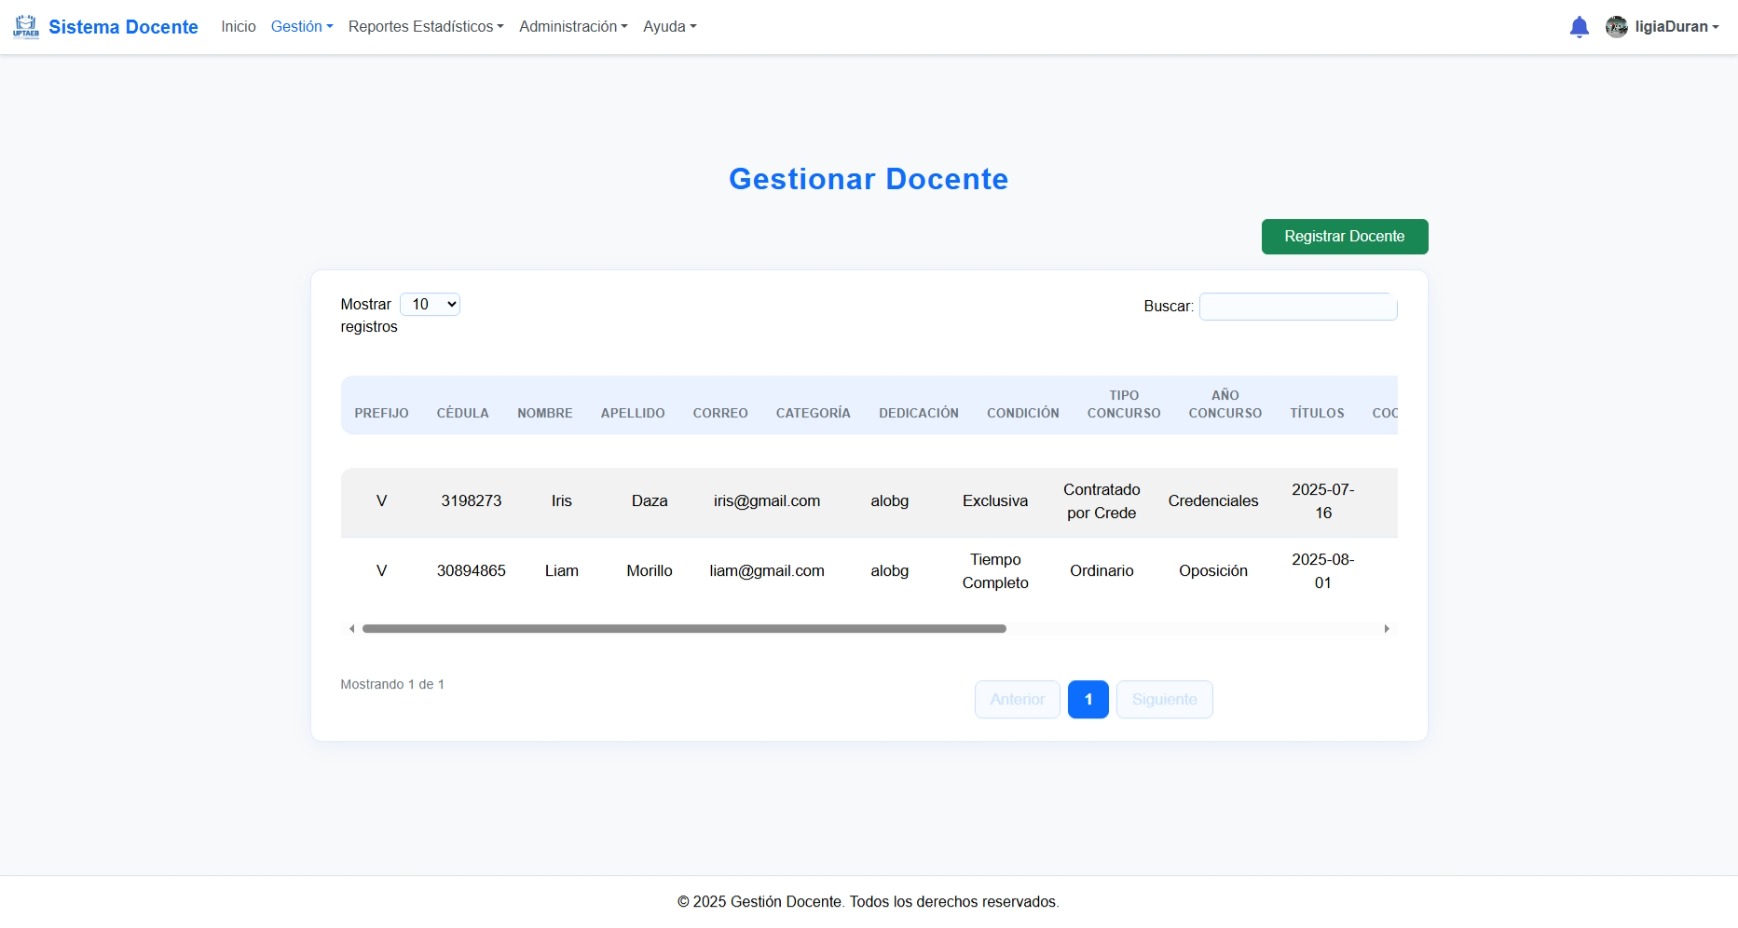 UPTAEB Sistema Docente Inicio Gestión Reportes Estadísticos Administración Ayuda ligiaDuran
Gestionar Docente
Registrar Docente
Mostrar 10
registros
Buscar:
PREFIJO CÉDULA NOMBRE APELLIDO CORREO CATEGORÍA DEDICACIÓN CONDICIÓN TIPO CONCURSO AÑO CONCURSO TÍTULOS COC
V 3198273 Iris Daza iris@gmail.com alobg Exclusiva Contratado por Crede Credenciales 2025-07-16
V 30894865 Liam Morillo liam@gmail.com alobg Tiempo Completo Ordinario Oposición 2025-08-01
Mostrando 1 de 1
Anterior 1 Siguiente
© 2025 Gestión Docente. Todos los derechos reservados.